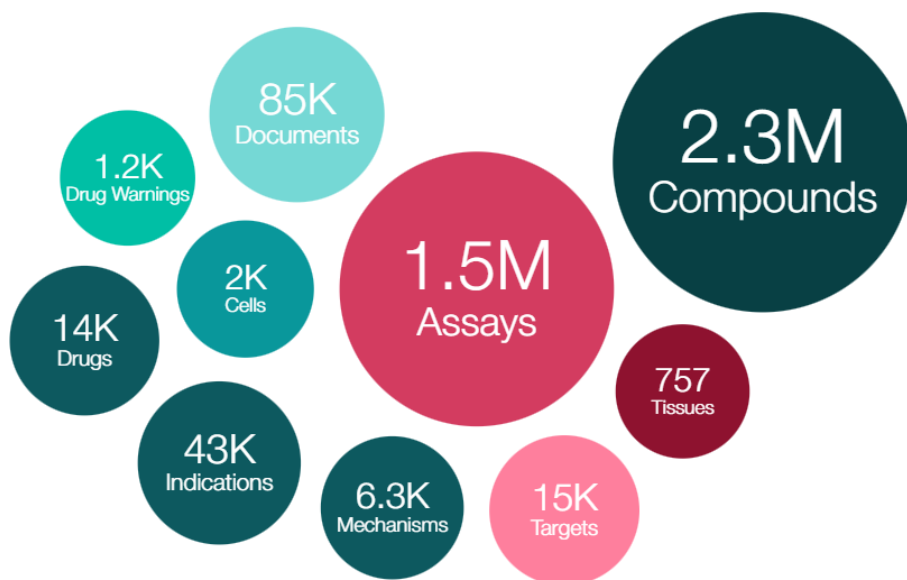 85K
Documents
2.3M
Compounds
1.2K
Drug Warnings
2K
Cells
1.5M
Assays
14K
Drugs
757
Tissues
43K
Indications
6.3K
Mechanisms
15K
Targets